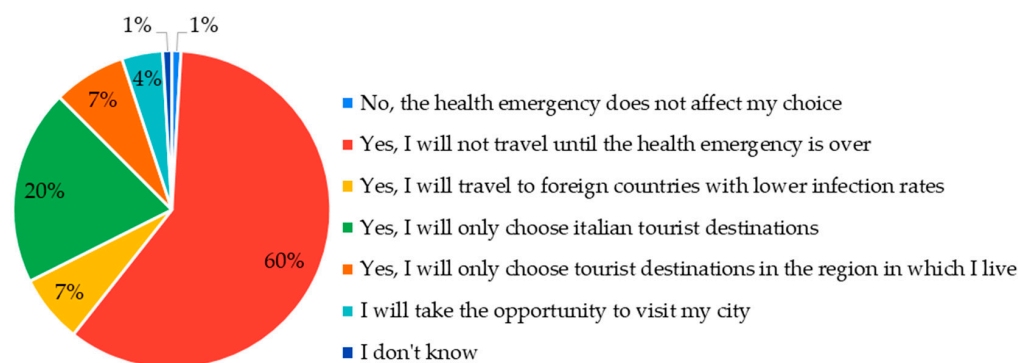 1% 1%
4%
7%
20%
60%
7%
No, the health emergency does not affect my choice
Yes, I will not travel until the health emergency is over
Yes, I will travel to foreign countries with lower infection rates
Yes, I will only choose italian tourist destinations
Yes, I will only choose tourist destinations in the region in which I live
I will take the opportunity to visit my city
I don't know